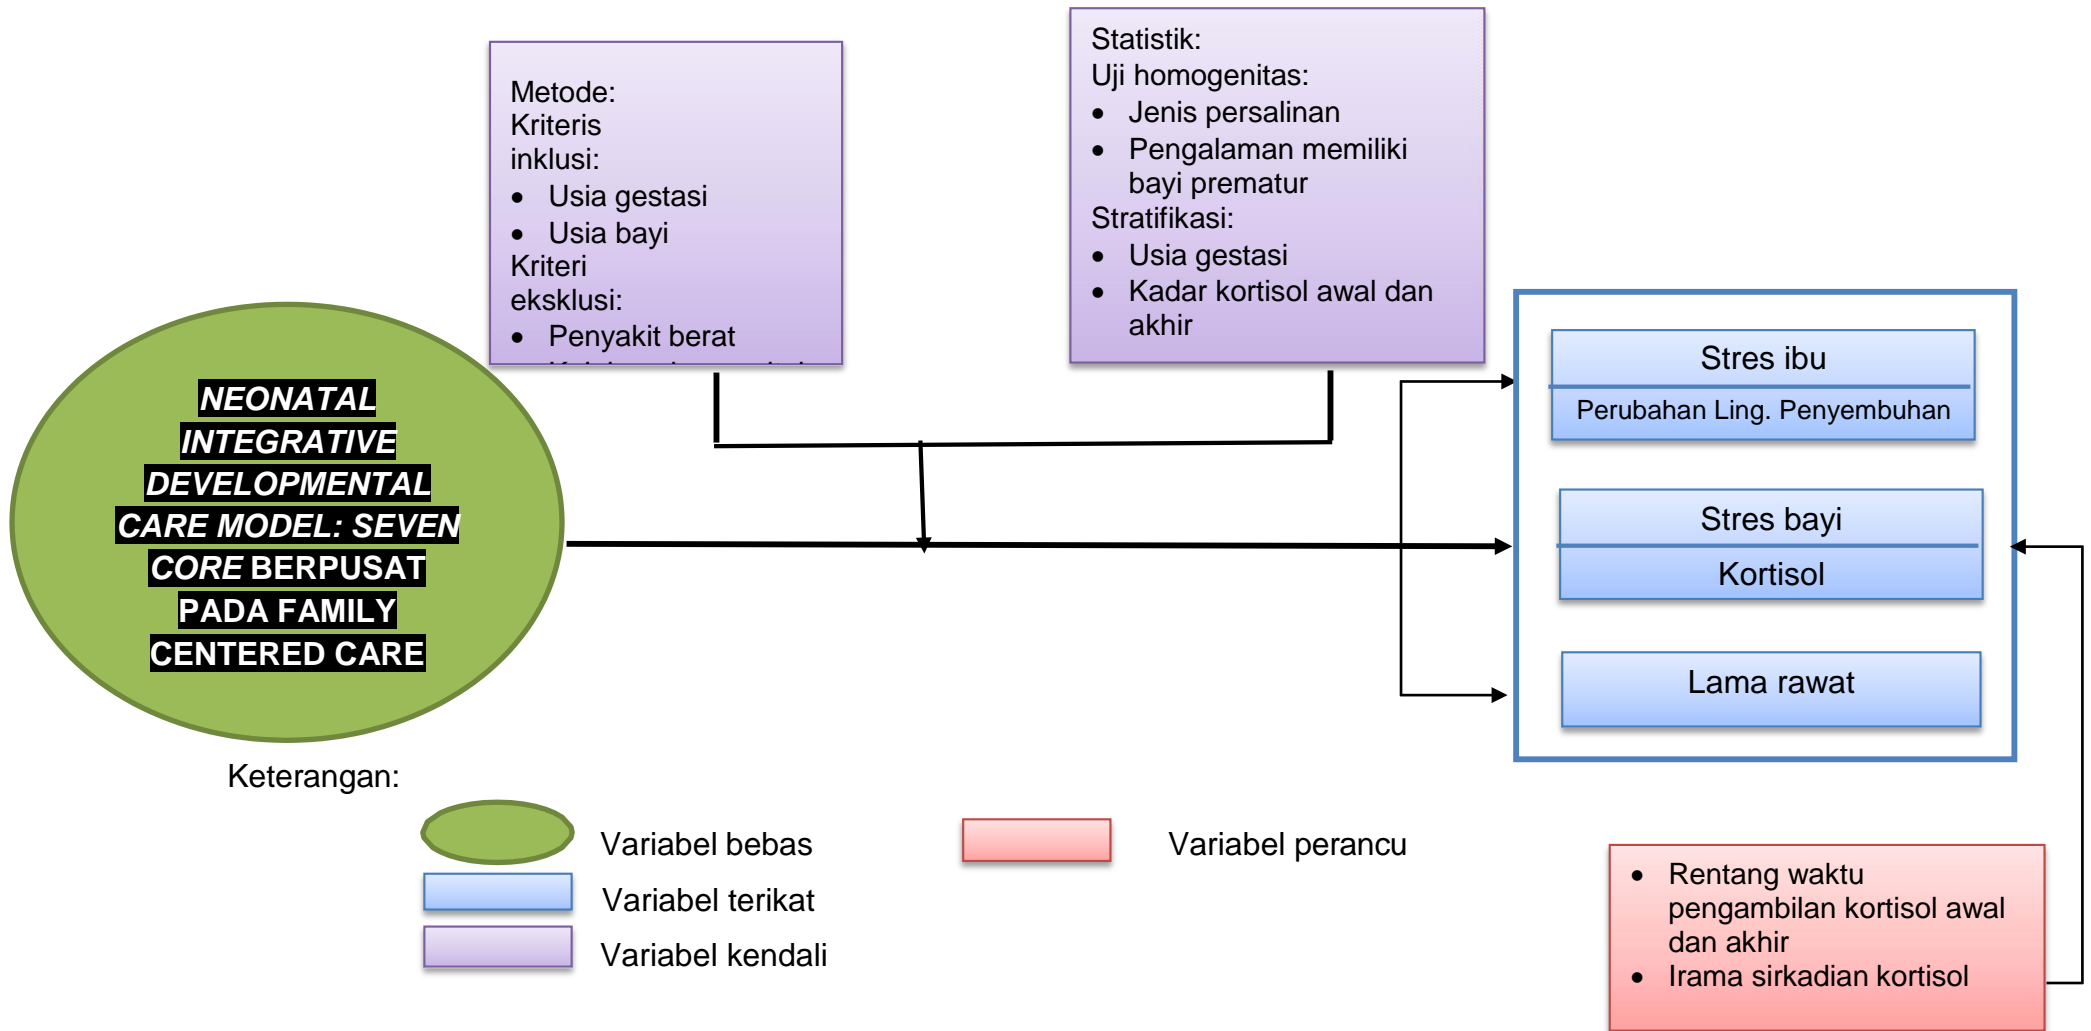 Metode:
Kriteris
inklusi:
• Usia gestasi
• Usia bayi
Kriteri
eksklusi:
• Penyakit berat
Statistik:
Uji homogenitas:
• Jenis persalinan
• Pengalaman memiliki
bayi prematur
Stratifikasi:
• Usia gestasi
• Kadar kortisol awal dan
akhir
NEONATAL
INTEGRATIVE
DEVELOPMENTAL
CARE MODEL: SEVEN
CORE BERPUSAT
PADA FAMILY
CENTERED CARE
Stres ibu
Perubahan Ling. Penyembuhan
Stres bayi
Kortisol
Lama rawat
Keterangan:
Variabel bebas
Variabel terikat
Variabel kendali
Variabel perancu
• Rentang waktu
pengambilan kortisol awal
dan akhir
• Irama sirkadian kortisol